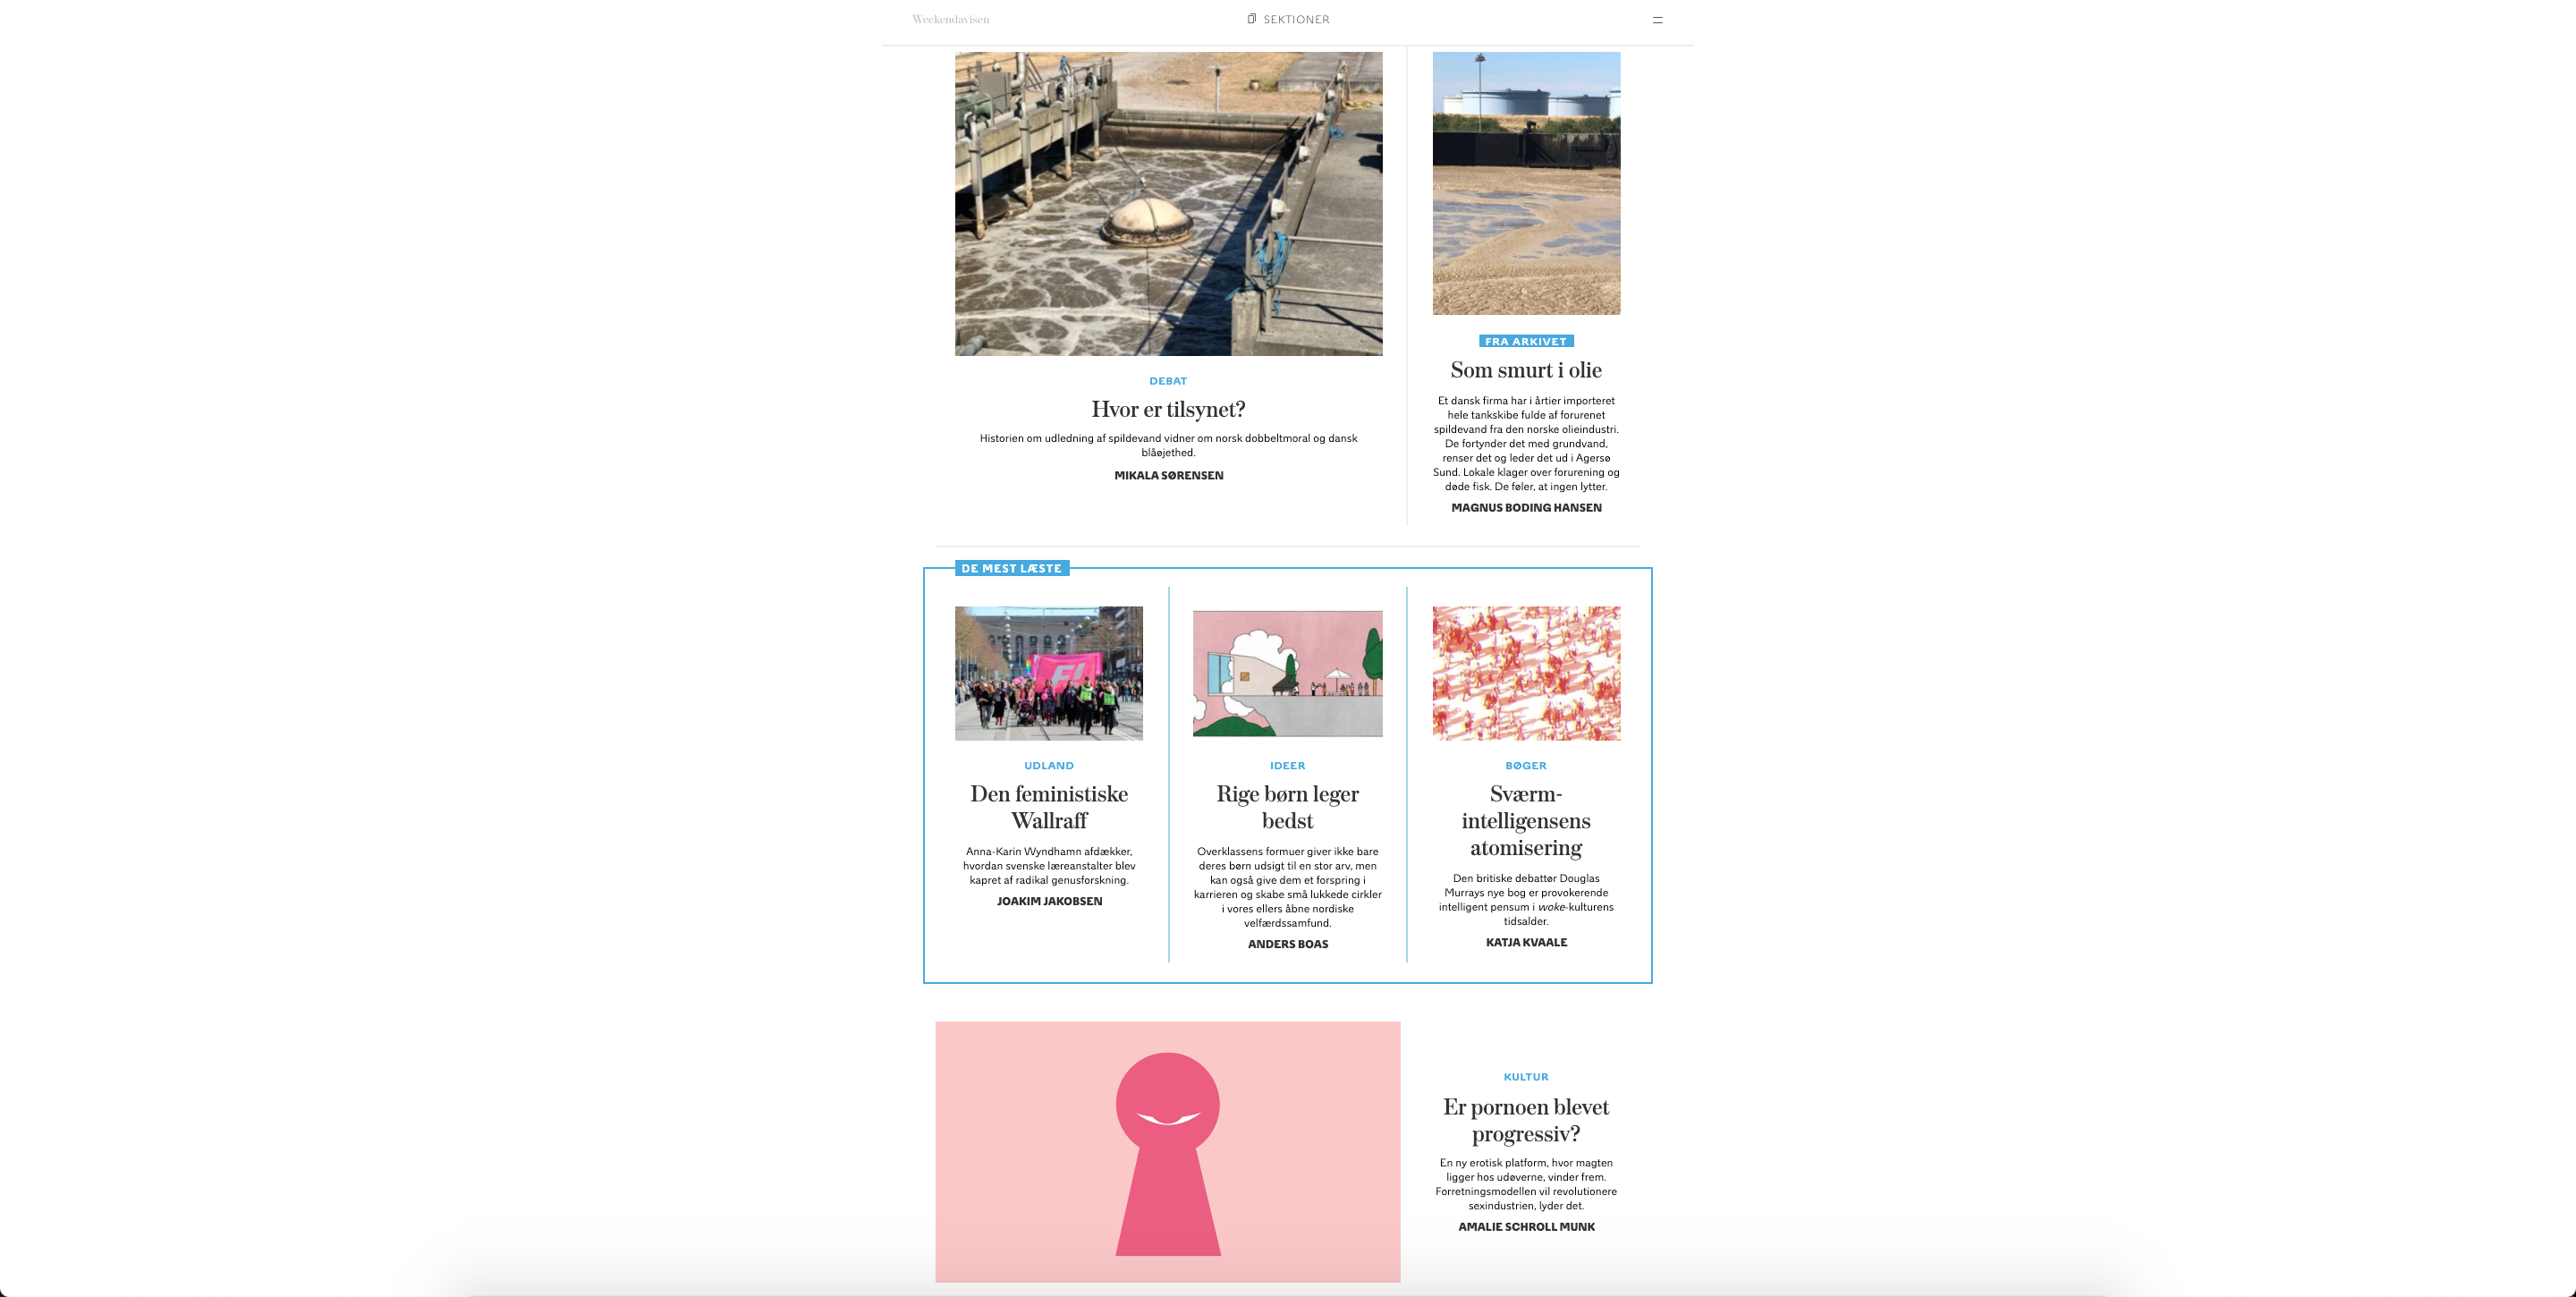 Weekendavisen
SEKTIONER
DEBAT
Hvor er tilsynet?
Historien om udledning af spildevand vidner om norsk dobbeltmoral og dansk
blåøjethed.
MIKALA SØRENSEN
FRA ARKIVET
Som smurt i olie
Et dansk firma har i årtier importeret
hele tankskibe fulde af forurenet
spildevand fra den norske olieindustri.
De fortynder det med grundvand,
renser det og leder det ud i Agersø
Sund. Lokale klager over forurening og
døde fisk. De føler, at ingen lytter.
MAGNUS BODING HANSEN
DE MEST LÆSTE
F!
UDLAND
Den feministiske
Wallraff
Anna-Karin Wyndhamn afdækker,
hvordan svenske læreanstalter blev
kapret af radikal genusforskning.
JOAKIM JAKOBSEN
IDEER
Rige børn leger
bedst
Overklassens formuer giver ikke bare
deres børn udsigt til en stor arv, men
kan også give dem et forspring i
karrieren og skabe små lukkede cirkler
i vores ellers åbne nordiske
velfærdssamfund.
ANDERS BOAS
BØGER
Sværm-
intelligensens
atomisering
Den britiske debattør Douglas
Murrays nye bog er provokerende
intelligent pensum i woke-kulturens
tidsalder.
KATJA KVAALE
KULTUR
Er pornoen blevet
progressiv?
En ny erotisk platform, hvor magten
ligger hos udøverne, vinder frem.
Forretningsmodellen vil revolutionere
sexindustrien, lyder det.
AMALIE SCHROLL MUNK